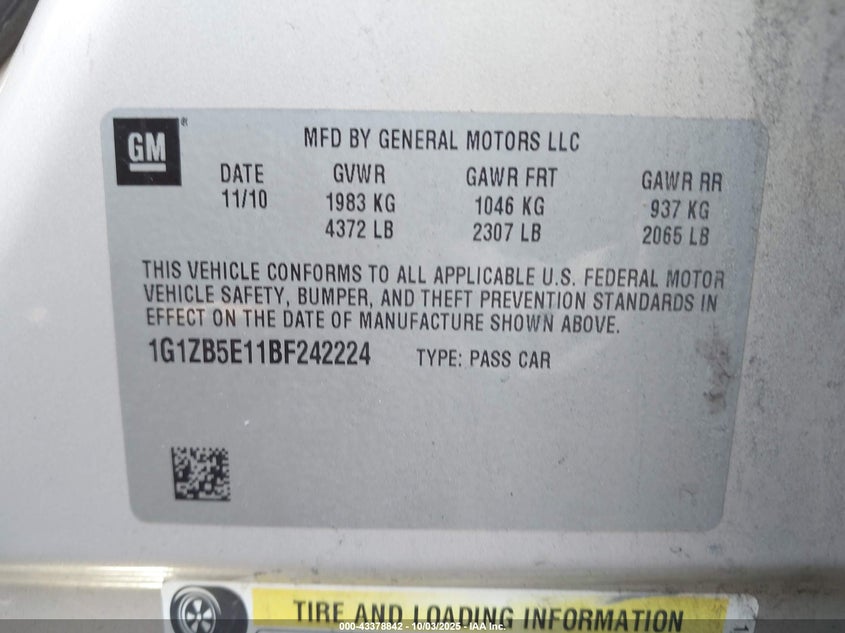 GM®
MFD BY GENERAL MOTORS LLC
DATE GVWR GAWR FRT GAWR RR
11/10 1983 KG 1046 KG 937 KG
4372 LB 2307 LB 2065 LB
THIS VEHICLE CONFORMS TO ALL APPLICABLE U.S. FEDERAL MOTOR
VEHICLE SAFETY, BUMPER, AND THEFT PREVENTION STANDARDS IN
EFFECT ON THE DATE OF MANUFACTURE SHOWN ABOVE.
1G1ZB5E11BF242224 TYPE: PASS CAR
TIRE AND LOADING INFORMATION
000-43378842 - 10/03/2025 - IAA Inc.